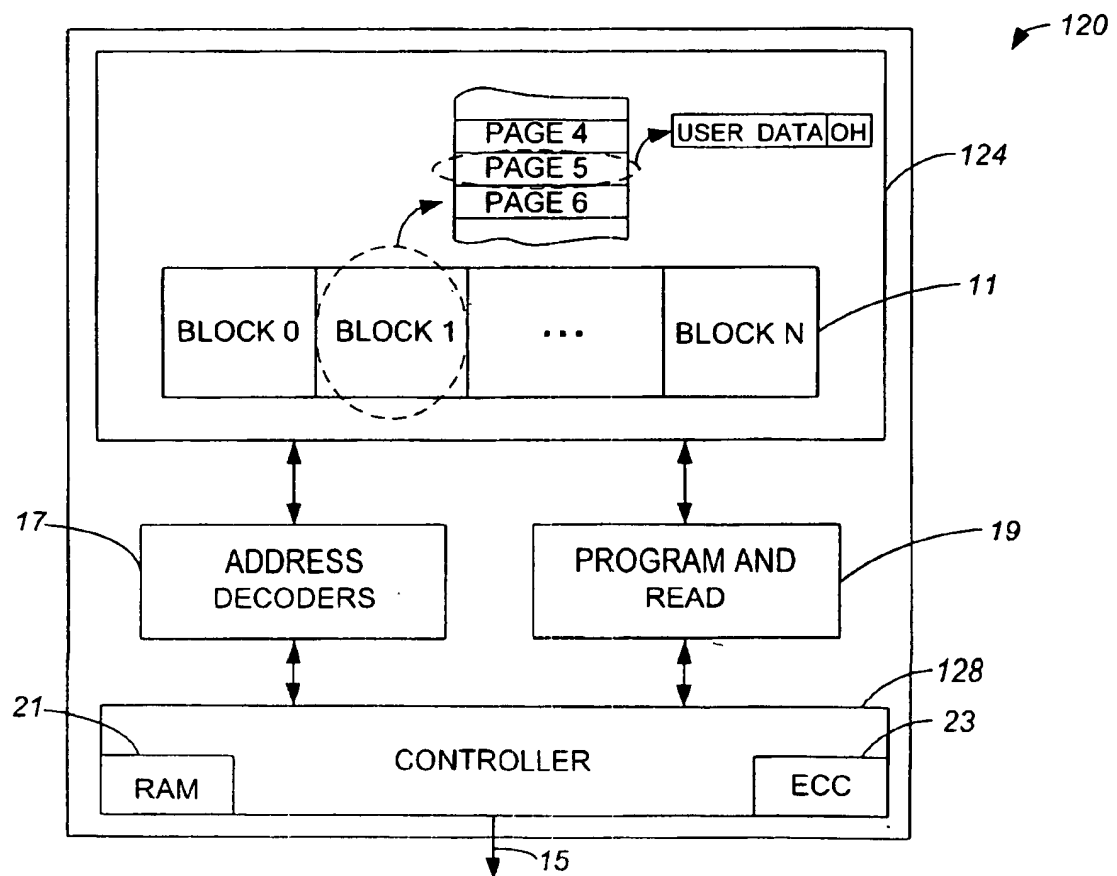 120
PAGE 4
USER DATA OH
PAGE 5
124
PAGE 6
11
BLOCK 0 BLOCK 1 ... BLOCK N
17
19
ADDRESS
DECODERS
PROGRAM AND
READ
128
21
23
CONTROLLER
RAM
ECC
15